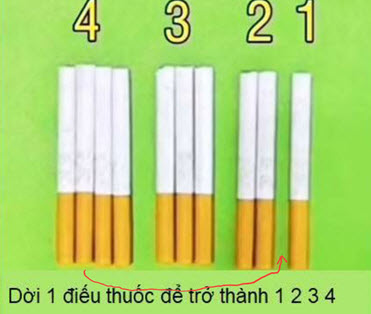 4 3 2 1
Dời 1 điếu thuốc để trở thành 1 2 3 4